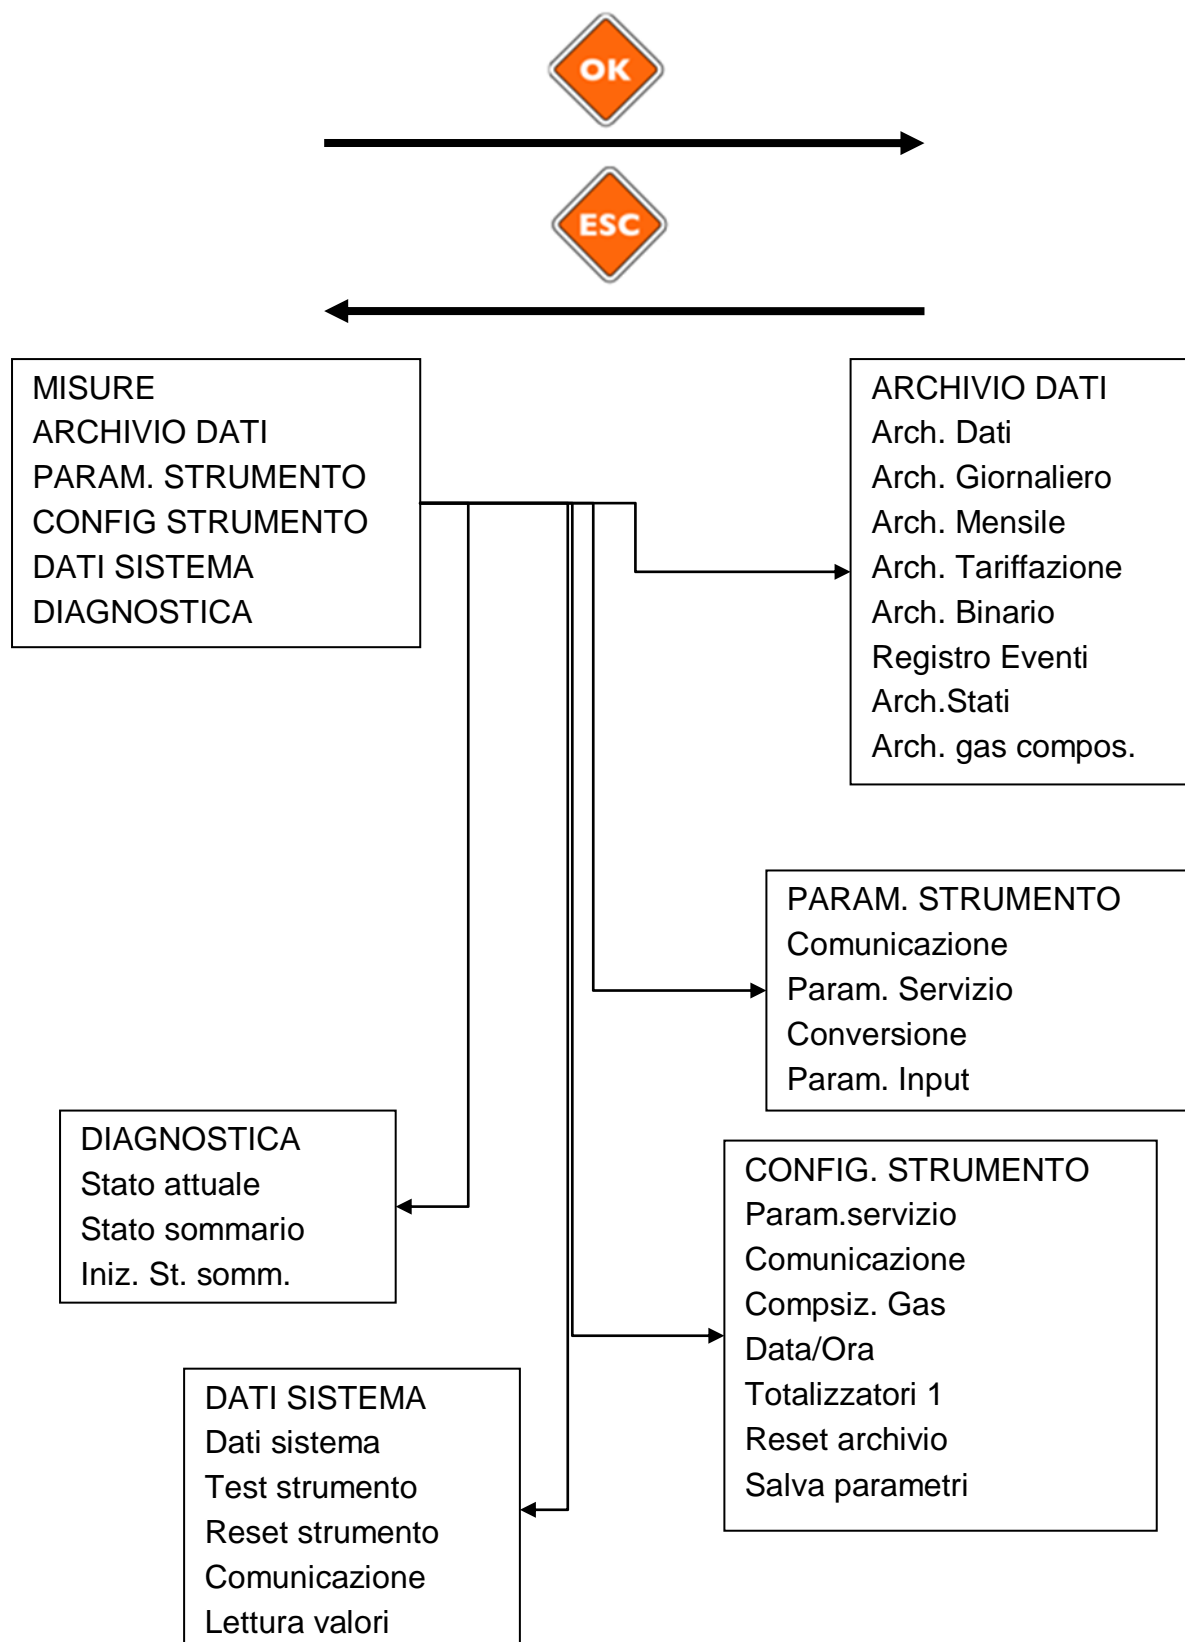 OK
ESC
MISURE
ARCHIVIO DATI
PARAM. STRUMENTO
CONFIG STRUMENTO
DATI SISTEMA
DIAGNOSTICA
ARCHIVIO DATI
Arch. Dati
Arch. Giornaliero
Arch. Mensile
Arch. Tariffazione
Arch. Binario
Registro Eventi
Arch.Stati
Arch. gas compos.
PARAM. STRUMENTO
Comunicazione
Param. Servizio
Conversione
Param. Input
DIAGNOSTICA
Stato attuale
Stato sommario
Iniz. St. somm.
CONFIG. STRUMENTO
Param.servizio
Comunicazione
Compsiz. Gas
Data/Ora
Totalizzatori 1
Reset archivio
Salva parametri
DATI SISTEMA
Dati sistema
Test strumento
Reset strumento
Comunicazione
Lettura valori